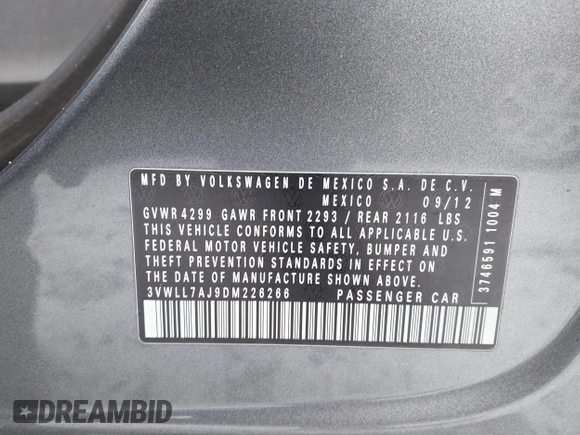 MFD BY VOLKSWAGEN DE MEXICO S.A. DE C.V.
MEXICO 09/12
GVWR 4299 GAWR FRONT 2293 / REAR 2116 LBS
THIS VEHICLE CONFORMS TO ALL APPLICABLE U.S.
FEDERAL MOTOR VEHICLE SAFETY, BUMPER AND
THEFT PREVENTION STANDARDS IN EFFECT ON
THE DATE OF MANUFACTURE SHOWN ABOVE.
3VWLL7AJ9DM226266 PASSENGER CAR
3746591 1004 M
DREAMBID